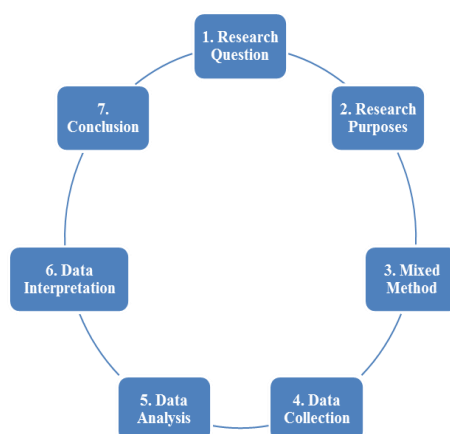 1. Research
Question
2. Research
Purposes
3. Mixed
Method
4. Data
Collection
5. Data
Analysis
6. Data
Interpretation
7.
Conclusion